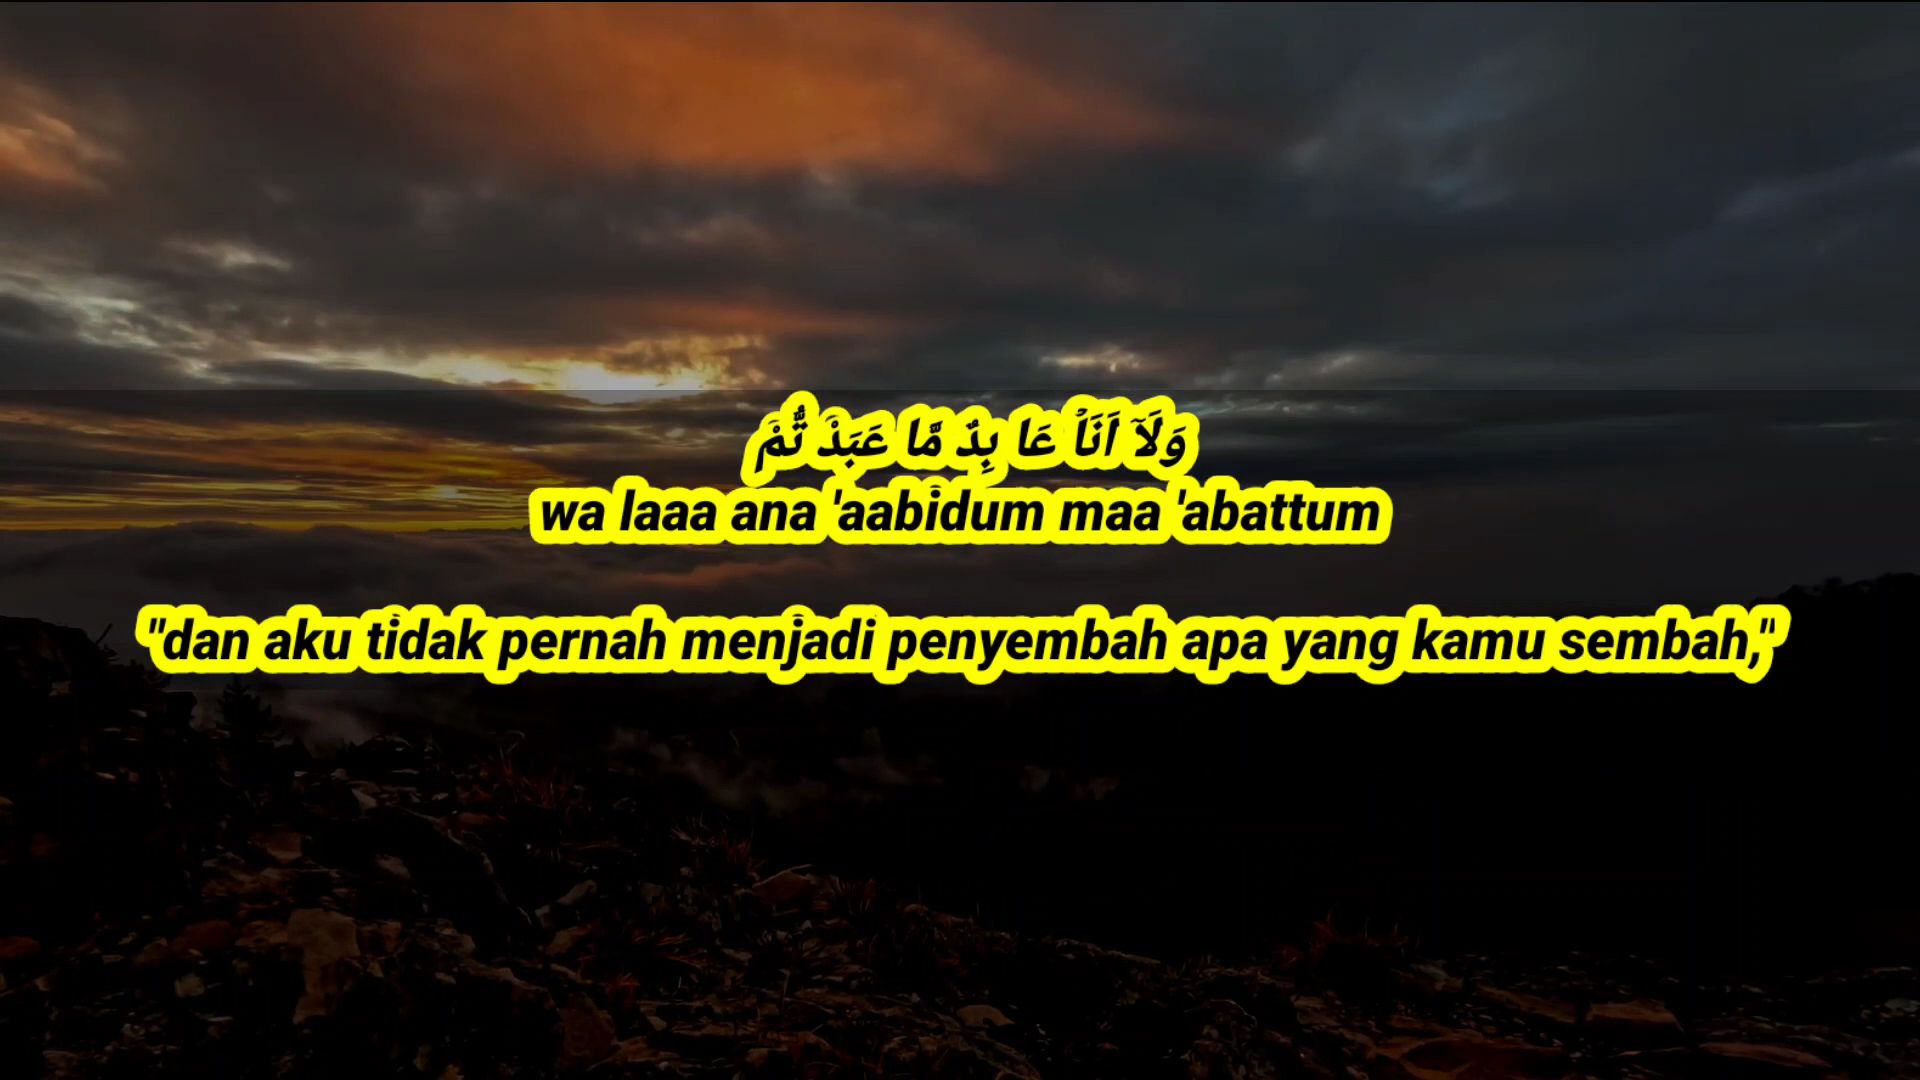 وَلَاۤ اَنَاۡ عَا بِدٌ مَّا عَبَدْ تُّمْ
wa laaa ana 'aabidum maa 'abattum
"dan aku tidak pernah menjadi penyembah apa yang kamu sembah,"